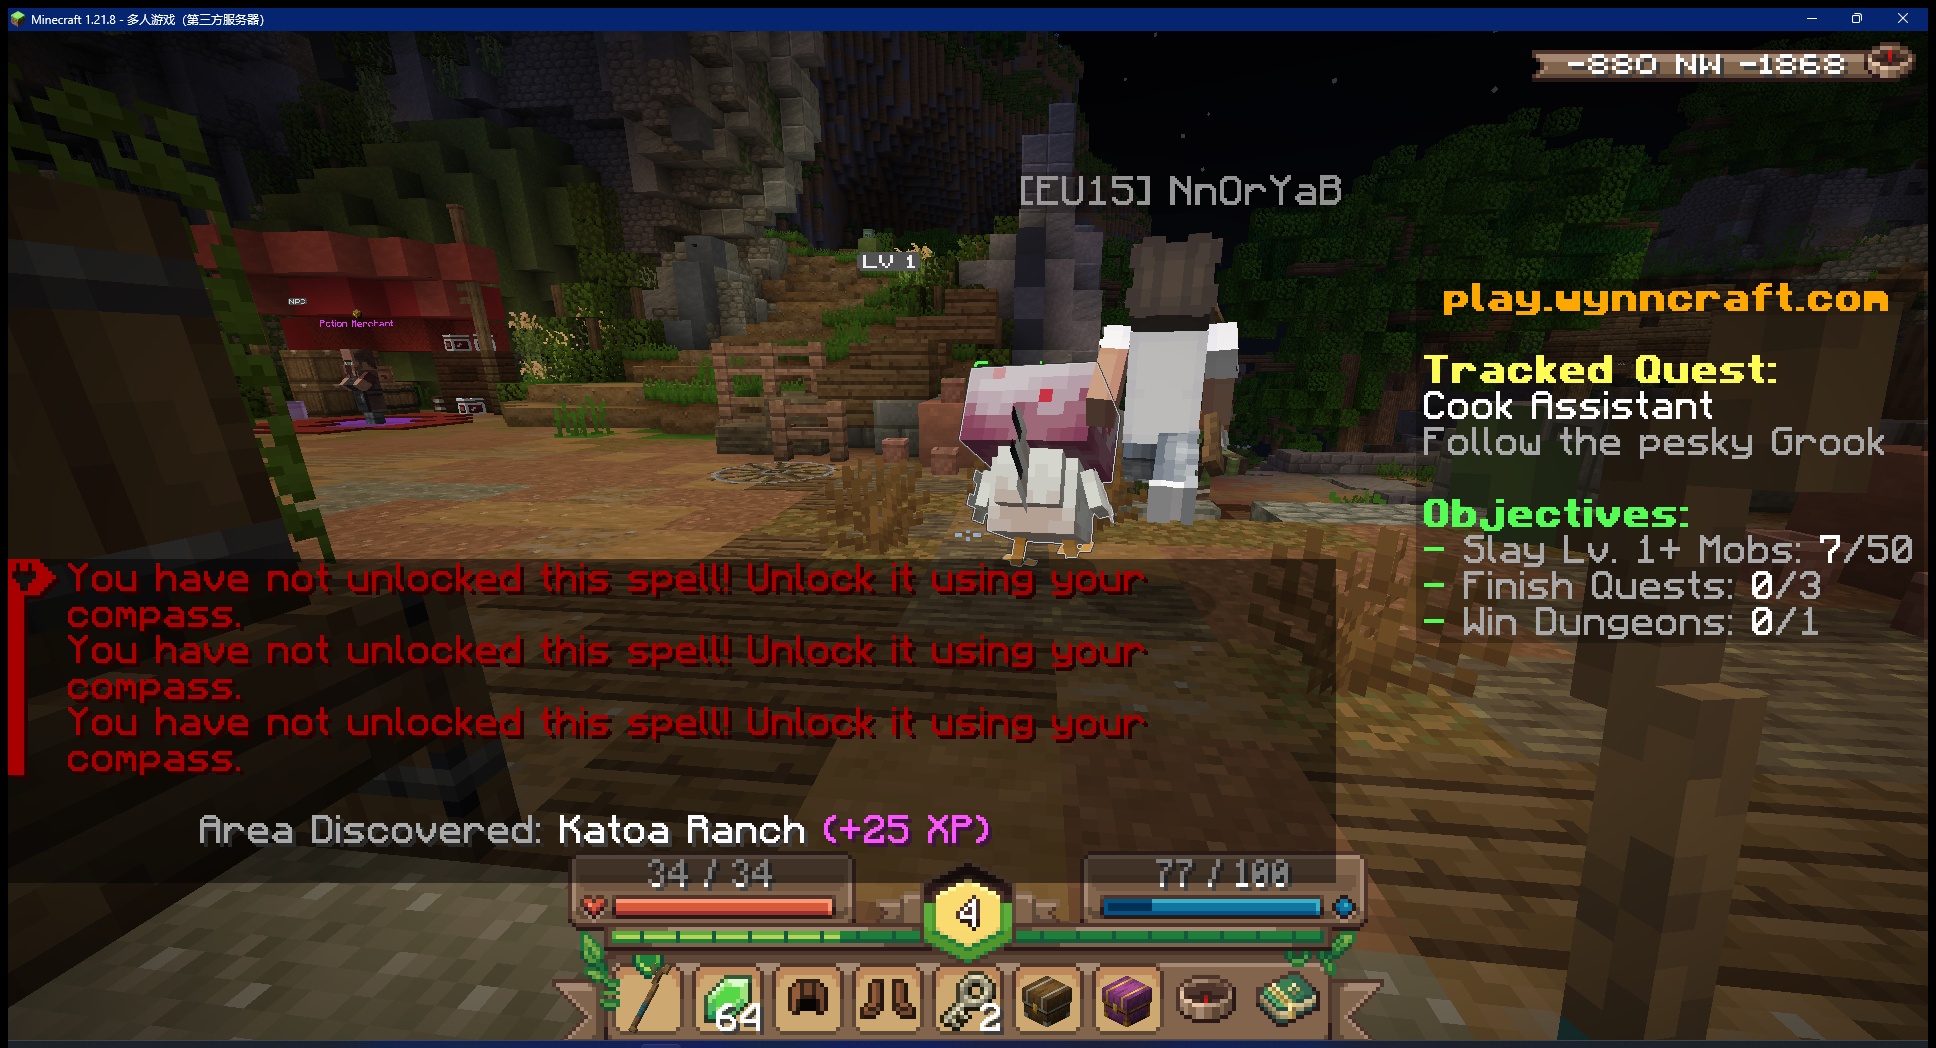 Minecraft 1.21.8 - 多人游戏（第三方服务器）
-880 NW -1868
[EU15] NnOrYaB
LV 1
NPC
Potion Merchant
play.wynncraft.com
Tracked Quest:
Cook Assistant
Follow the pesky Grook
Objectives:
- Slay Lv. 1+ Mobs: 7/50
- Finish Quests: 0/3
- Win Dungeons: 0/1
You have not unlocked this spell! Unlock it using your
compass.
You have not unlocked this spell! Unlock it using your
compass.
You have not unlocked this spell! Unlock it using your
compass.
Area Discovered: Katoa Ranch (+25 XP)
34 / 34
4
77 / 100
64
2